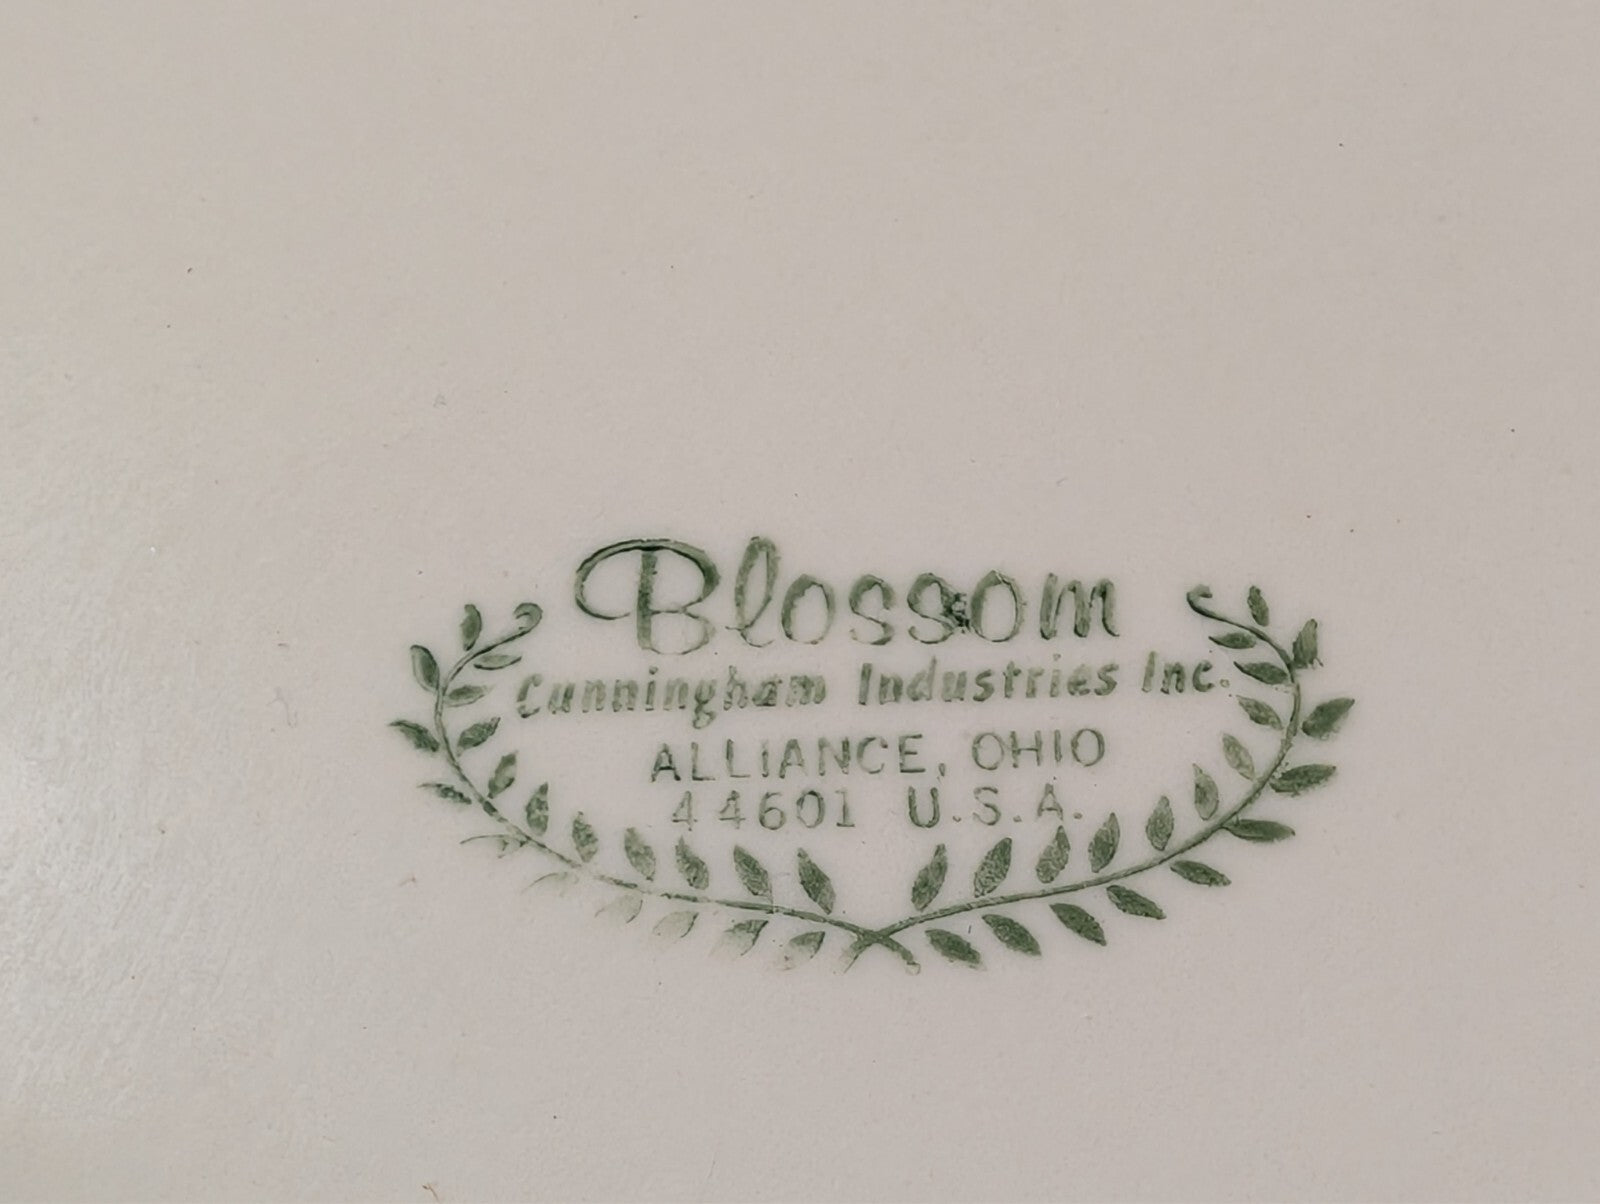 Blossom
Cunningham Industries Inc.
ALLIANCE, OHIO
44601 U.S.A.